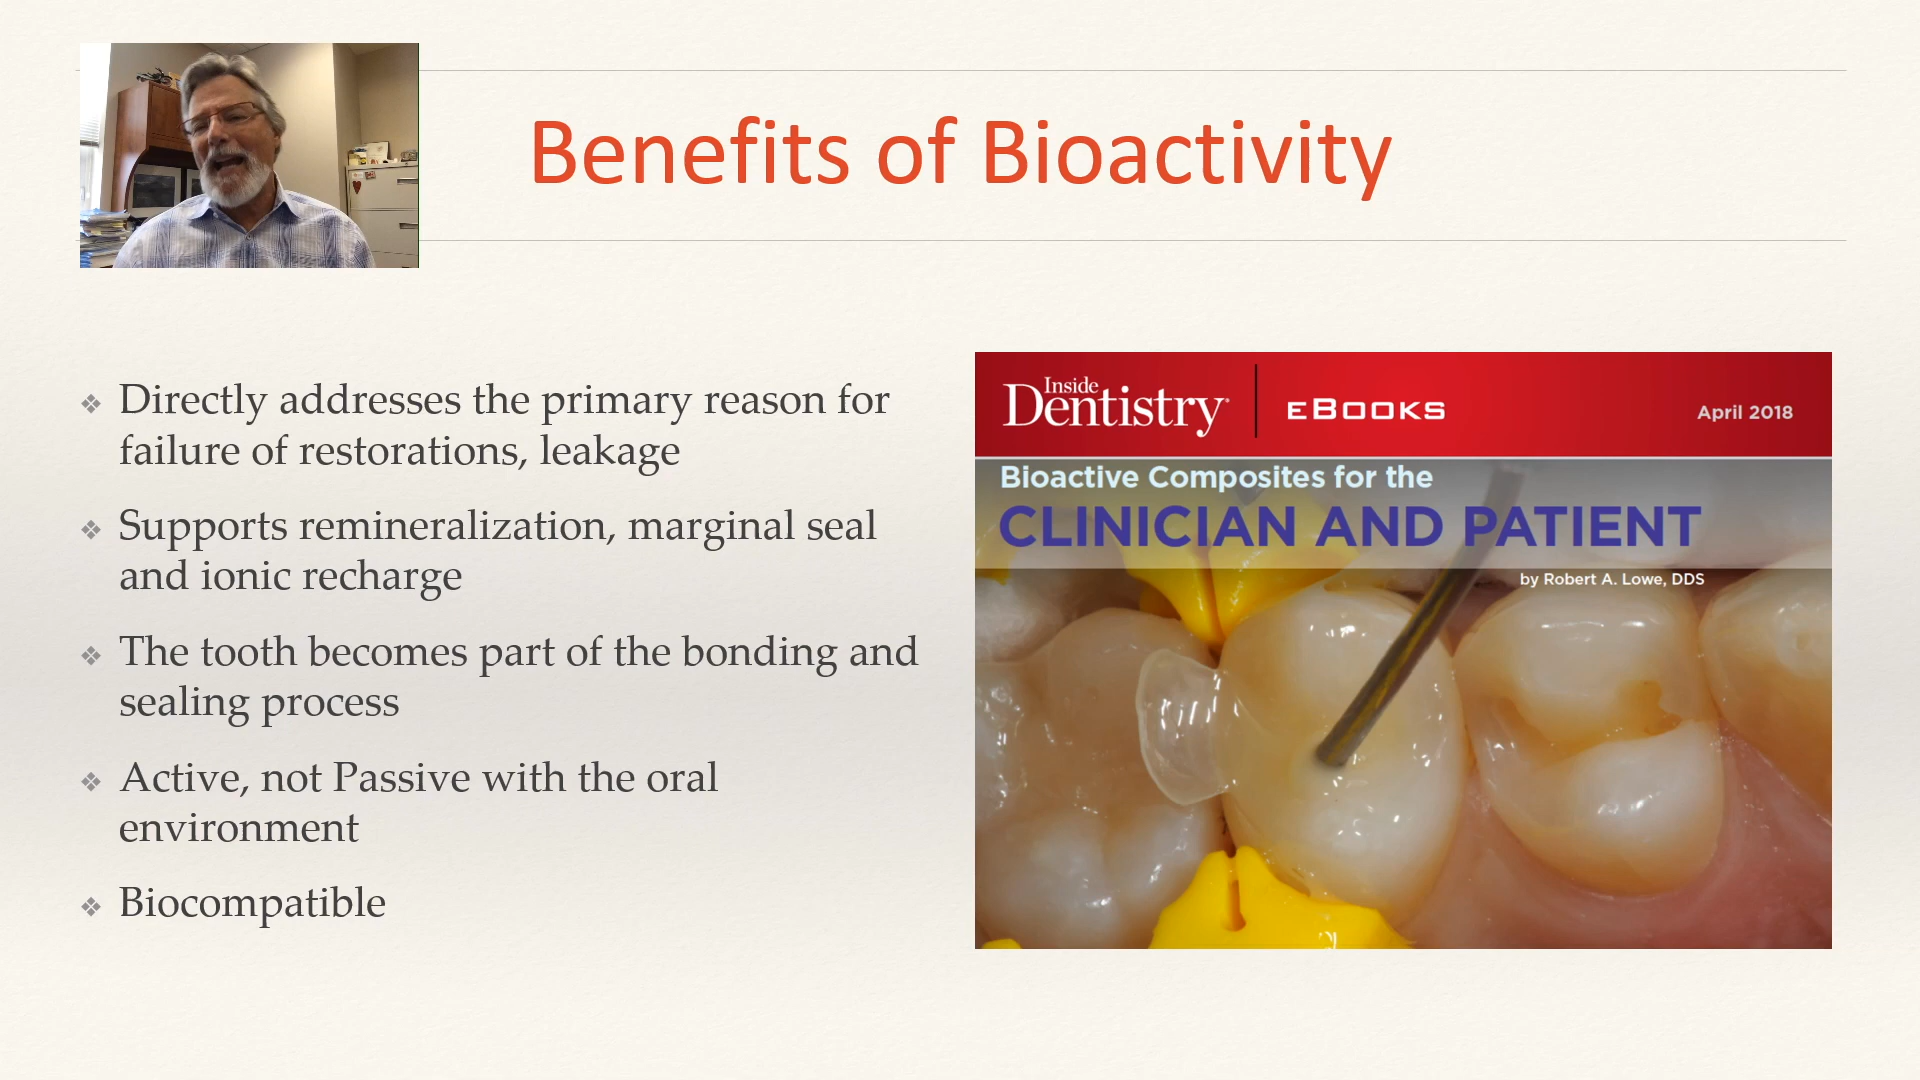 Benefits of Bioactivity
Directly addresses the primary reason for
failure of restorations, leakage
Supports remineralization, marginal seal
and ionic recharge
The tooth becomes part of the bonding and
sealing process
Active, not Passive with the oral
environment
Biocompatible
Inside
Dentistry
eBOOKS
April 2018
Bioactive Composites for the
CLINICIAN AND PATIENT
by Robert A. Lowe, DDS